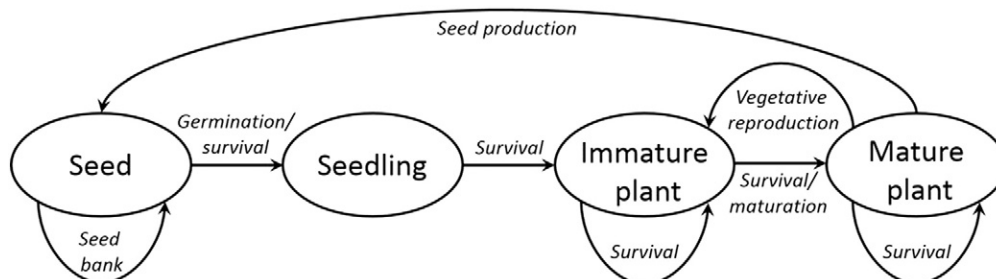 Seed production
Germination/
survival
Survival
Vegetative
reproduction
Seed
Seedling
Immature
plant
Survival/
maturation
Mature
plant
Seed
bank
Survival
Survival